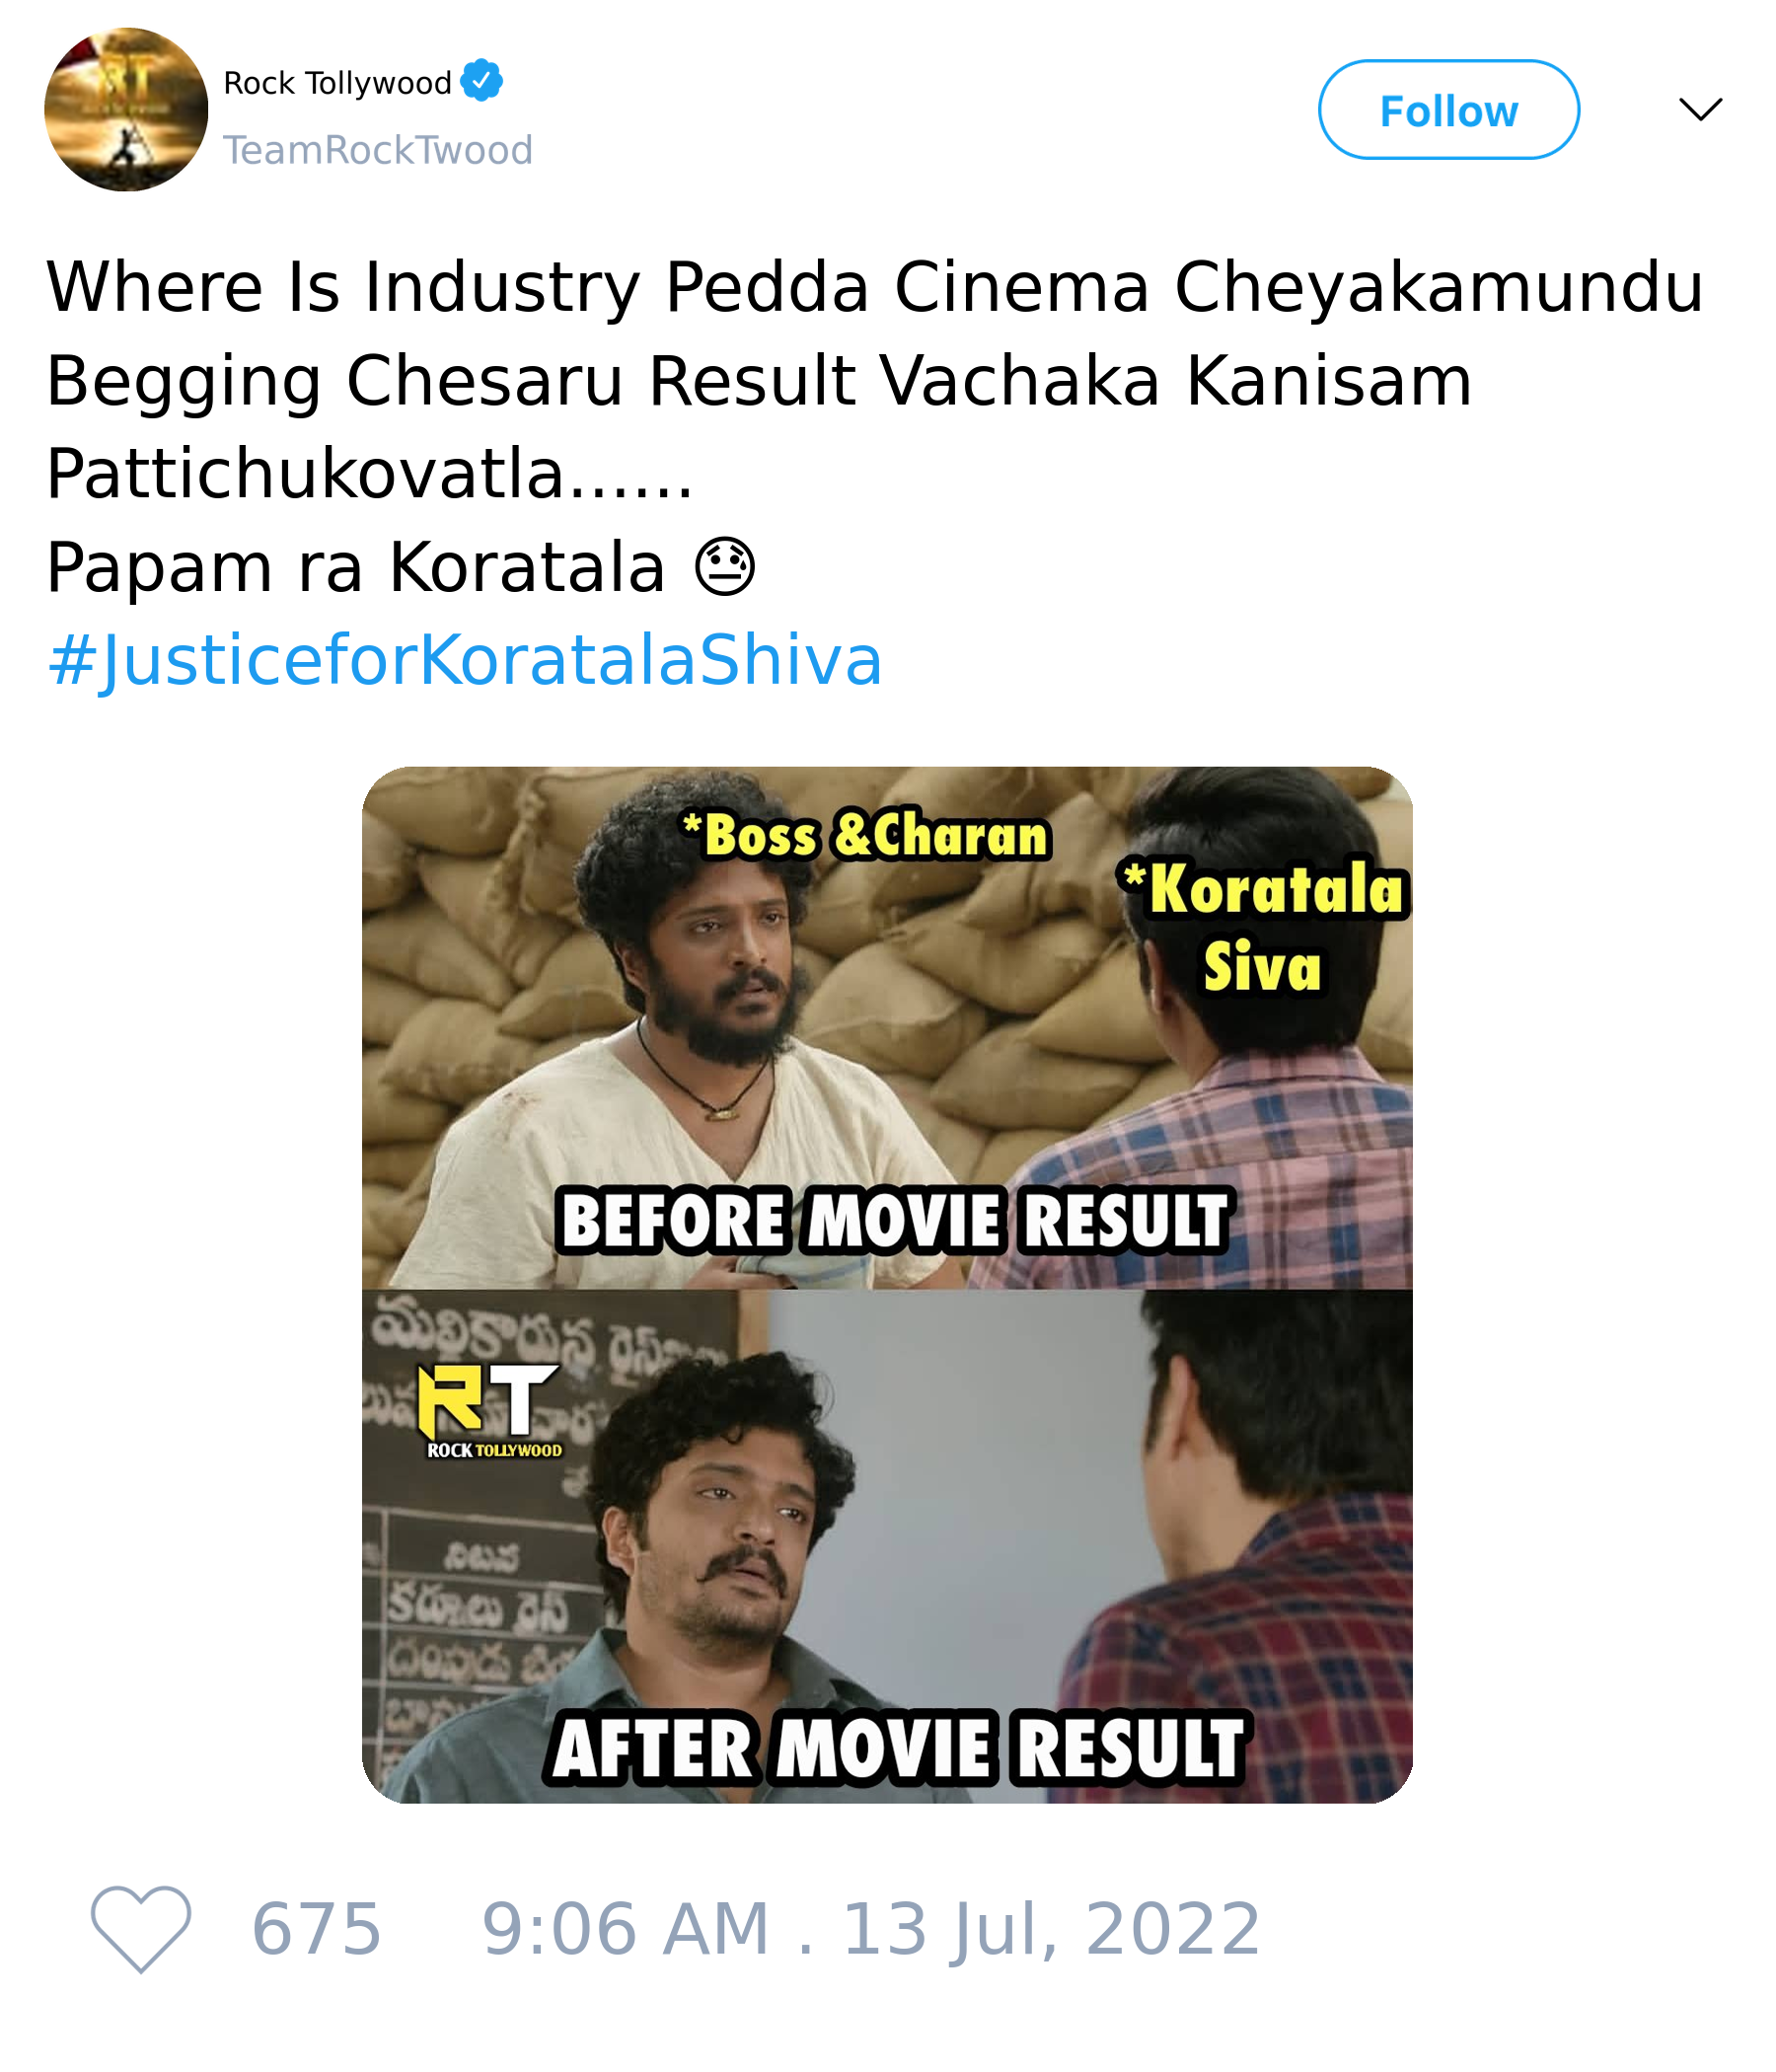 Rock Tollywood
TeamRockTwood
Follow
Where Is Industry Pedda Cinema Cheyakamundu
Begging Chesaru Result Vachaka Kanisam
Pattichukovatla......
Papam ra Koratala 😓
#JusticeforKoratalaShiva
*Boss &Charan
*Koratala
Siva
BEFORE MOVIE RESULT
RT
ROCK TOLLYWOOD
కర్నూలు రైస్
AFTER MOVIE RESULT
675 9:06 AM . 13 Jul, 2022